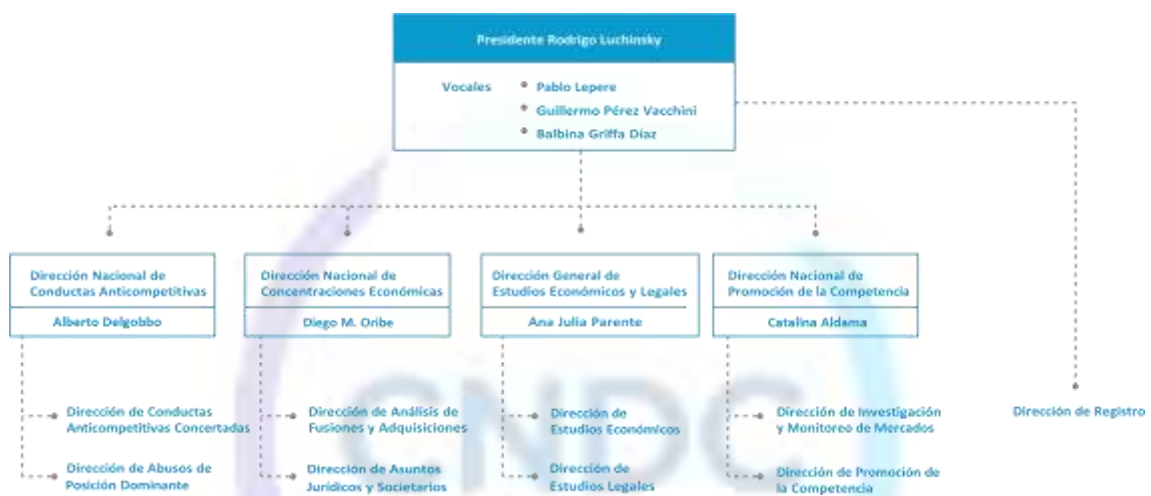 Presidente Rodrigo Luchinsky
Vocales
Pablo Lepere
Guillermo Pérez Vacchini
Balbina Griffa Díaz
Dirección Nacional de
Conductas Anticompetitivas
Alberto Delgobbo
Dirección Nacional de
Concentraciones Económicas
Diego M. Oribe
Dirección General de
Estudios Económicos y Legales
Ana Julia Parente
Dirección Nacional de
Promoción de la Competencia
Catalina Aldama
Dirección de Conductas
Anticompetitivas Concertadas
Dirección de Abusos de
Posición Dominante
Dirección de Análisis de
Fusiones y Adquisiciones
Dirección de Asuntos
Jurídicos y Societarios
Dirección de
Estudios Económicos
Dirección de
Estudios Legales
Dirección de Investigación
y Monitoreo de Mercados
Dirección de Promoción de
la Competencia
Dirección de Registro
CNDC